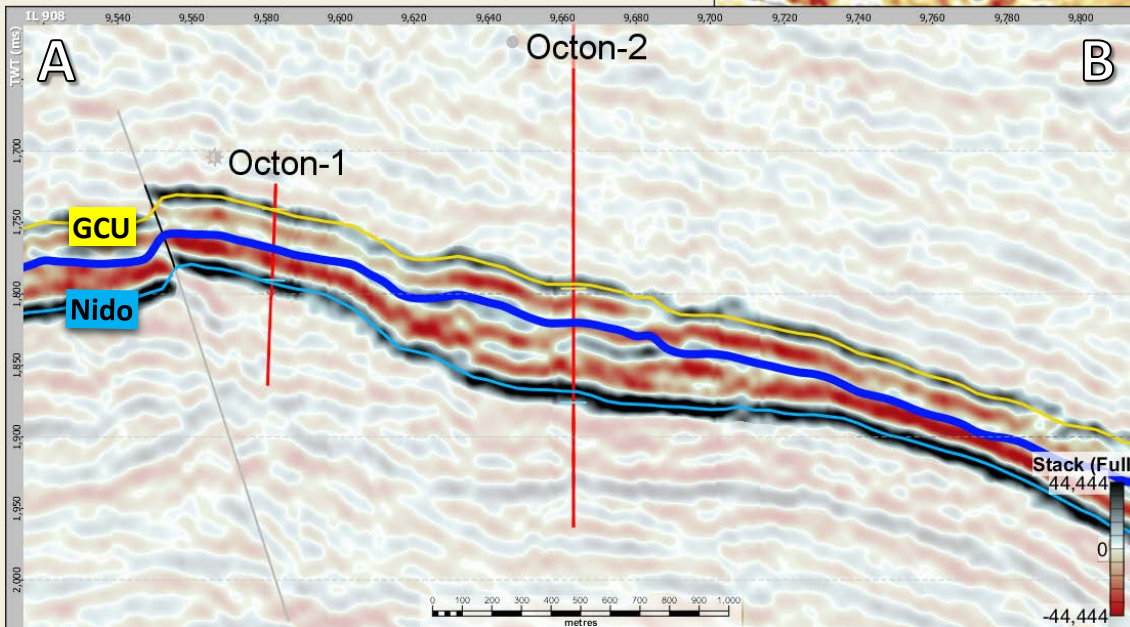 IL 908 9,540 9,560 9,580 9,600 9,620 9,640 9,660 9,680 9,700 9,720 9,740 9,760 9,780 9,800
TWT (ms)
A
Octon-2
B
1,700
Octon-1
1,750
GCU
1,800
Nido
1,850
1,900
Stack (Full
44,444
1,950
0
2,000
0 100 200 300 400 500 600 700 800 900 1,000
metres
-44,444